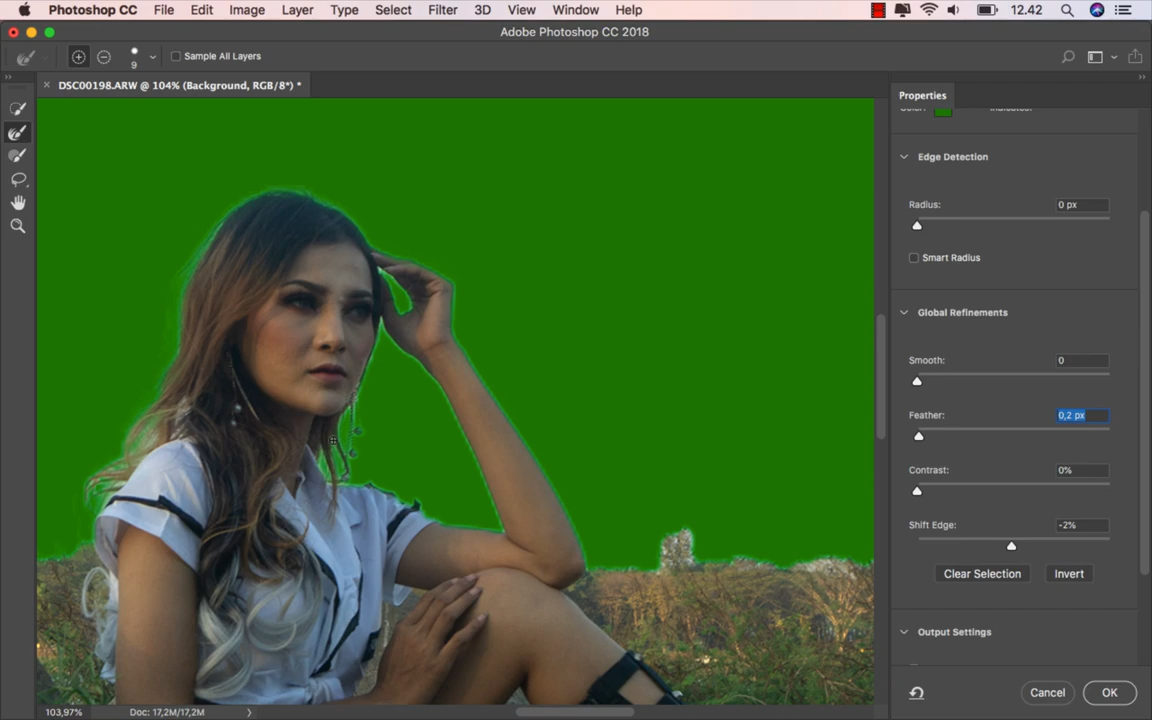 Photoshop CC File Edit Image Layer Type Select Filter 3D View Window Help 12.42
Adobe Photoshop CC 2018
9
Sample All Layers
DSC00198.ARW @ 104% (Background, RGB/8*) *
Properties
Edge Detection
Radius: 0 px
Smart Radius
Global Refinements
Smooth: 0
Feather: 0,2 px
Contrast: 0%
Shift Edge: -2%
Clear Selection Invert
Output Settings
Cancel OK
103,97% Doc: 17,2M/17,2M